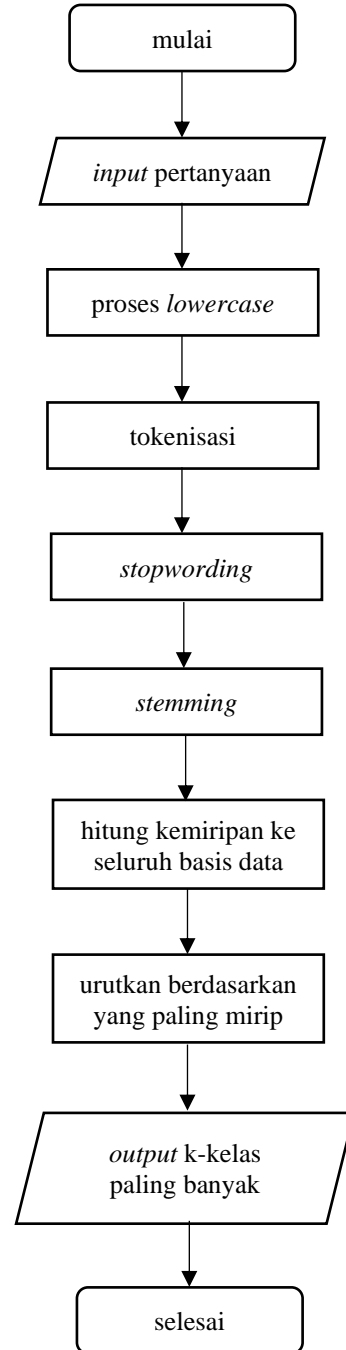 mulai
input pertanyaan
proses lowercase
tokenisasi
stopwording
stemming
hitung kemiripan ke
seluruh basis data
urutkan berdasarkan
yang paling mirip
output k-kelas
paling banyak
selesai